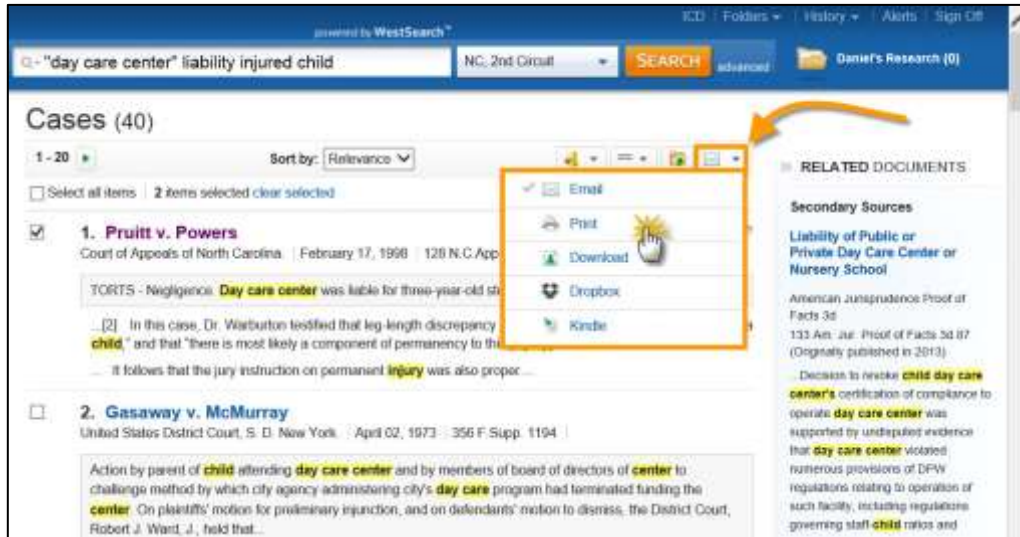 ICD Folders History Alerts Sign Off
powered by WestSearch™
"day care center" liability injured child NC, 2nd Circuit SEARCH advanced Daniel's Research (0)
Cases (40)
1 - 20 Sort by: Relevance
RELATED DOCUMENTS
Select all items 2 items selected clear selected
Email
Print
Download
Dropbox
Kindle
1. Pruitt v. Powers
Court of Appeals of North Carolina February 17, 1998 128 N.C.App
TORTS - Negligence. Day care center was liable for three-year-old
...[2] In this case, Dr. Warburton testified that leg-length discrepancy
child," and that "there is most likely a component of permanency to
... It follows that the jury instruction on permanent injury was also proper...
2. Gasaway v. McMurray
United States District Court, S. D. New York. April 02, 1973 356 F.Supp. 1194
Action by parent of child attending day care center and by members of board of directors of center to
challenge method by which city agency administering city's day care program had terminated funding the
center. On plaintiffs' motion for preliminary injunction, and on defendants' motion to dismiss, the District Court,
Robert J. Ward, J., held that...
Secondary Sources
Liability of Public or
Private Day Care Center or
Nursery School
American Jurisprudence Proof of
Facts 3d
133 Am. Jur. Proof of Facts 3d 87
(Originally published in 2013)
...Decision to revoke child day care
center's certification of compliance to
operate day care center was
supported by undisputed evidence
that day care center violated
numerous provisions of DPW
regulations relating to operation of
such facility, including regulations
governing staff-child ratios and